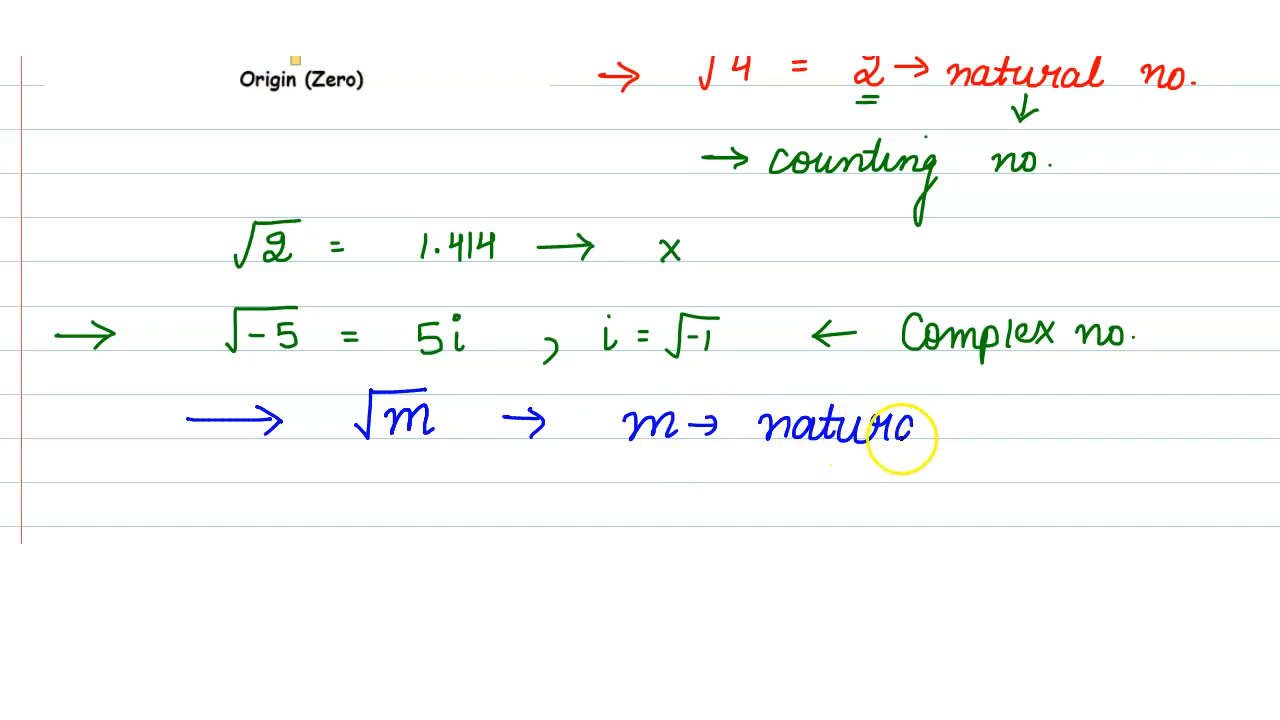 Origin (Zero)
→ √4 = 2 → natural no.
↓
→ counting no.
√2 = 1.414 → x
→ √-5 = 5i , i = √-1 ← Complex no.
→ √m → m → natura